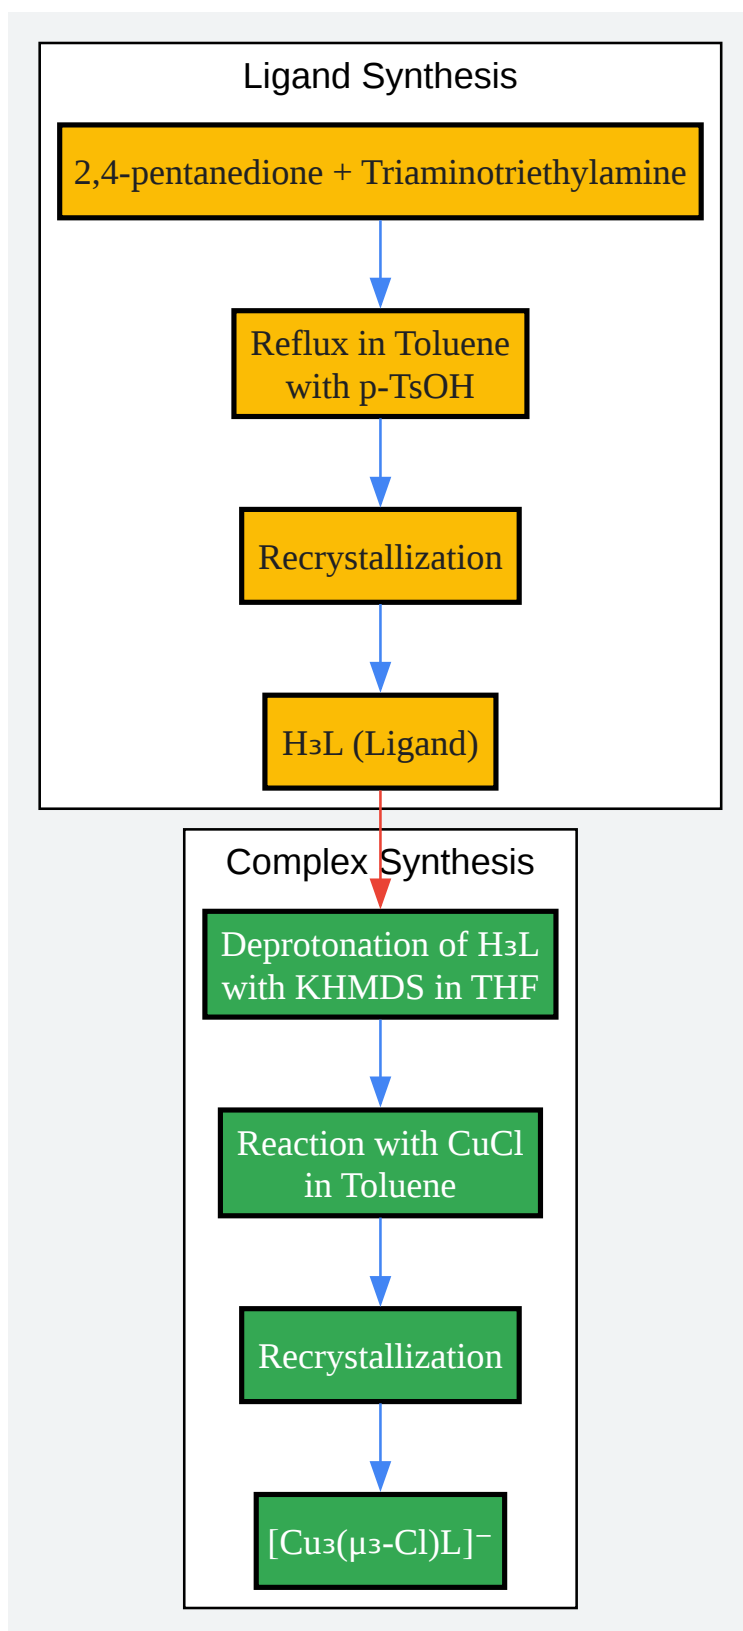 Ligand Synthesis
2,4-pentanedione + Triaminotriethylamine
Reflux in Toluene
with p-TsOH
Recrystallization
H₃L (Ligand)
Complex Synthesis
Deprotonation of H₃L
with KHMDS in THF
Reaction with CuCl
in Toluene
Recrystallization
[Cu₃(μ₃-Cl)L]⁻